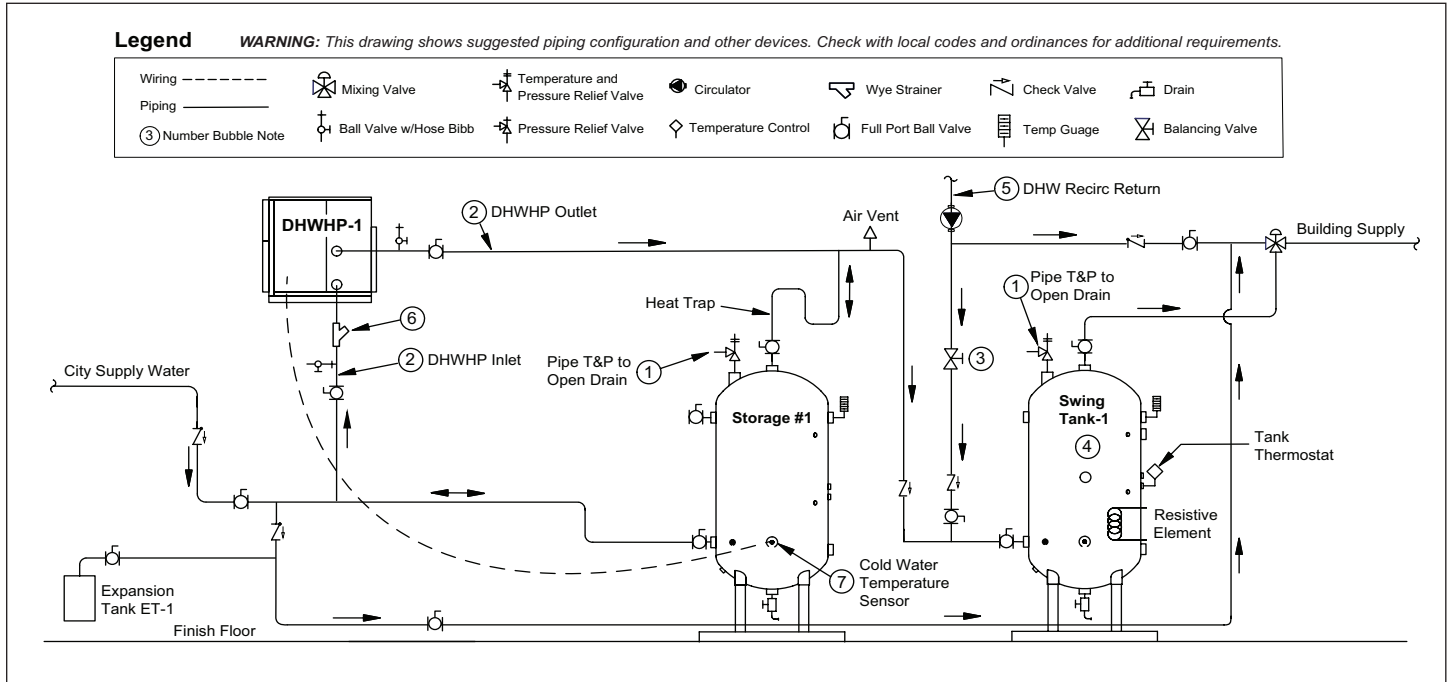 Legend
WARNING: This drawing shows suggested piping configuration and other devices. Check with local codes and ordinances for additional requirements.
Wiring
Mixing Valve
Temperature and
Pressure Relief Valve
Circulator
Wye Strainer
Check Valve
Drain
Piping
3 Number Bubble Note
Ball Valve w/Hose Bibb
Pressure Relief Valve
Temperature Control
Full Port Ball Valve
Temp Guage
Balancing Valve
DHWHP-1
2 DHWHP Outlet
Air Vent
5 DHW Recirc Return
Building Supply
1 Pipe T&P to
Open Drain
Heat Trap
6
2 DHWHP Inlet
Pipe T&P to
Open Drain 1
3
City Supply Water
Storage #1
Swing
Tank-1
4
Tank
Thermostat
Resistive
Element
7 Cold Water
Temperature
Sensor
Expansion
Tank ET-1
Finish Floor